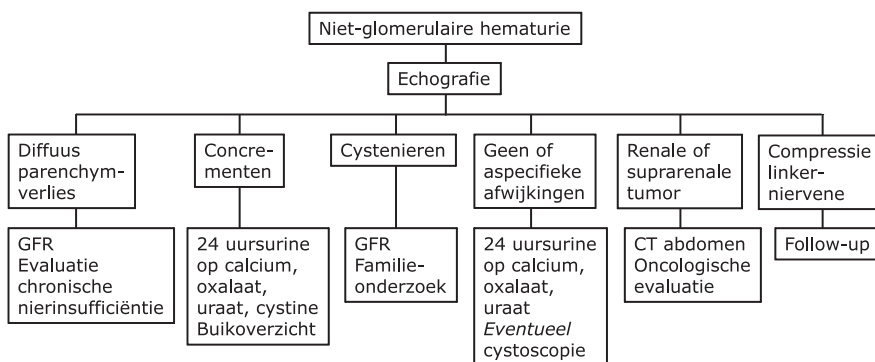 Niet-glomerulaire hematurie
Echografie
Diffuus
parenchym-
verlies
Concre-
menten
Cystenieren
Geen of
aspecifieke
afwijkingen
Renale of
suprarenale
tumor
Compressie
linker-
niervene
GFR
Evaluatie
chronische
nierinsufficiëntie
24 uursurine
op calcium,
oxalaat,
uraat, cystine
Buikoverzicht
GFR
Familie-
onderzoek
24 uursurine
op calcium,
oxalaat,
uraat
Eventueel
cystoscopie
CT abdomen
Oncologische
evaluatie
Follow-up